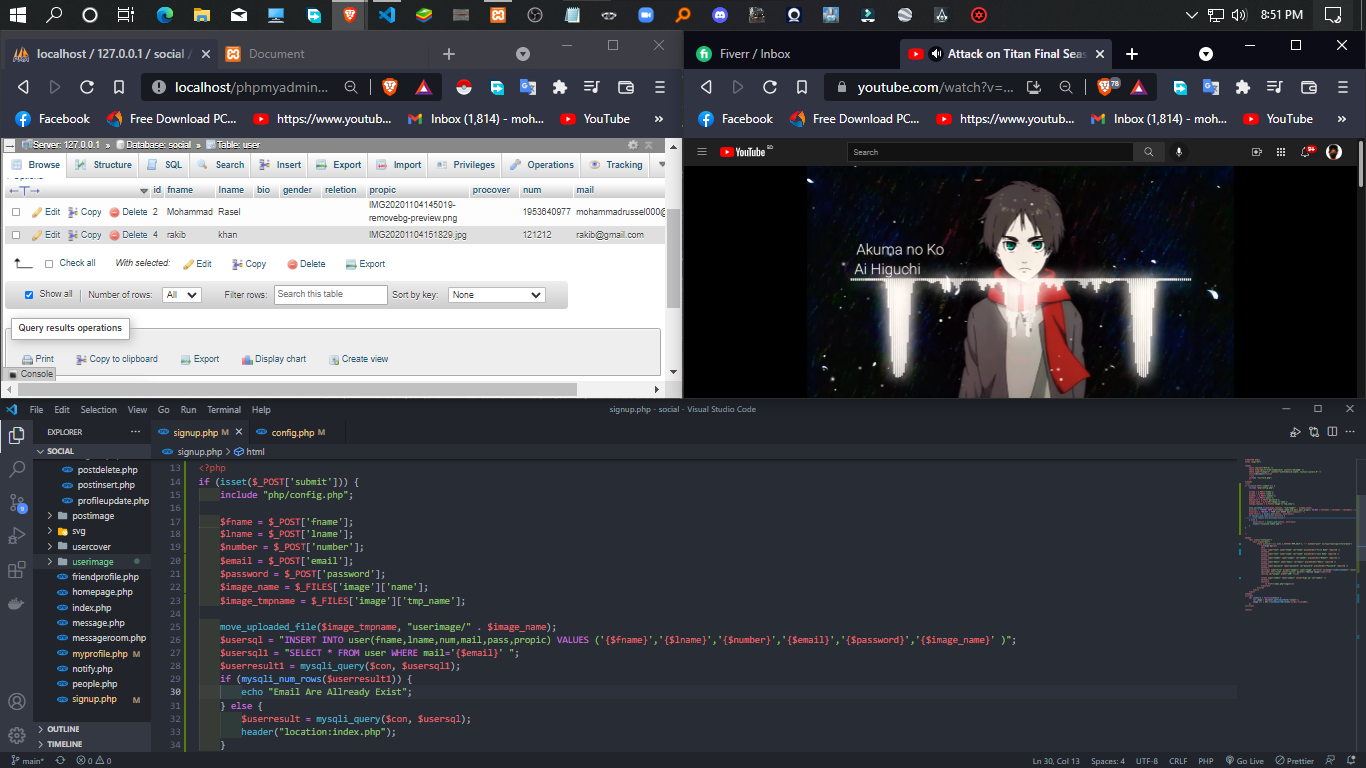 8:51 PM
localhost / 127.0.0.1 / social /
Document
localhost/phpmyadmin...
Facebook
Free Download PC...
https://www.youtub...
Inbox (1,814) - moh...
YouTube
»
Server: 127.0.0.1 » Database: social » Table: user
Browse Structure SQL Search Insert Export Import Privileges Operations Tracking
id fname lname bio gender reletion propic procover num mail
Edit Copy Delete 2 Mohammad Rasel IMG20201104145019-removebg-preview.png 1953640977 mohammadrussel000@
Edit Copy Delete 4 rakib khan IMG20201104151829.jpg 121212 rakib@gmail.com
Check all With selected: Edit Copy Delete Export
Show all Number of rows: All Filter rows: Search this table Sort by key: None
Query results operations
Print Copy to clipboard Export Display chart Create view
Console
Fiverr / Inbox
Attack on Titan Final Seas
youtube.com/watch?v=...
78
Facebook
Free Download PC...
https://www.youtub...
Inbox (1,814) - moh...
YouTube
»
YouTube BD
Search
9+
Akuma no Ko
Ai Higuchi
File Edit Selection View Go Run Terminal Help
signup.php - social - Visual Studio Code
EXPLORER
signup.php M
config.php M
SOCIAL
signup.php > html
postdelete.php
postinsert.php
profileupdate.php
postimage
svg
usercover
userimage
friendprofile.php
homepage.php
index.php
message.php
messageroom.php
myprofile.php M
notify.php
people.php
signup.php M
OUTLINE
TIMELINE
13 <?php
14 if (isset($_POST['submit'])) {
15 include "php/config.php";
16
17 $fname = $_POST['fname'];
18 $lname = $_POST['lname'];
19 $number = $_POST['number'];
20 $email = $_POST['email'];
21 $password = $_POST['password'];
22 $image_name = $_FILES['image']['name'];
23 $image_tmpname = $_FILES['image']['tmp_name'];
24
25 move_uploaded_file($image_tmpname, "userimage/" . $image_name);
26 $usersql = "INSERT INTO user(fname,lname,num,mail,pass,propic) VALUES ('{$fname}','{$lname}','{$number}','{$email}','{$password}','{$image_name}' )";
27 $usersql1 = "SELECT * FROM user WHERE mail='{$email}' ";
28 $userresult1 = mysqli_query($con, $usersql1);
29 if (mysqli_num_rows($userresult1)) {
30 echo "Email Are Allready Exist";
31 } else {
32 $userresult = mysqli_query($con, $usersql);
33 header("location:index.php");
34 }
main* 0 0
Ln 30, Col 13 Spaces: 4 UTF-8 CRLF PHP Go Live Prettier